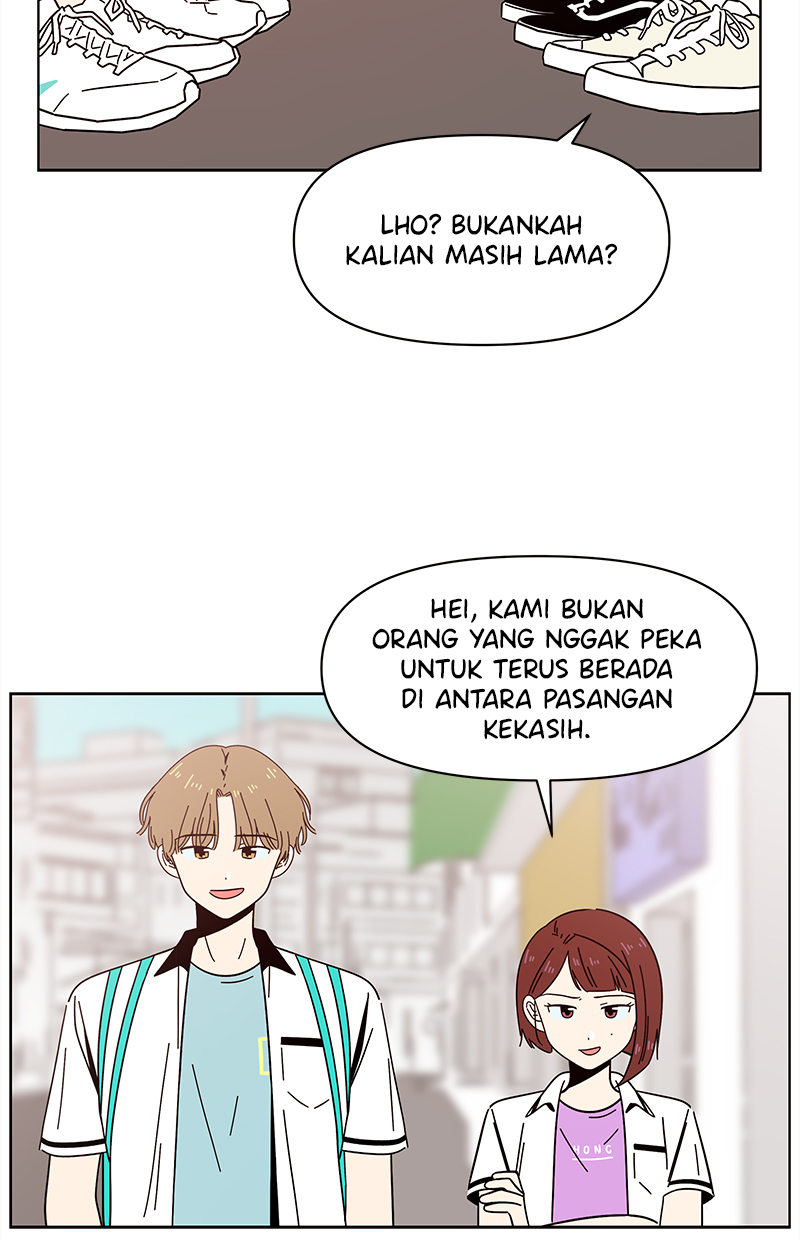 LHO? BUKANKAH
KALIAN MASIH LAMA?
HEI, KAMI BUKAN
ORANG YANG NGGAK PEKA
UNTUK TERUS BERADA
DI ANTARA PASANGAN
KEKASIH.
HONG